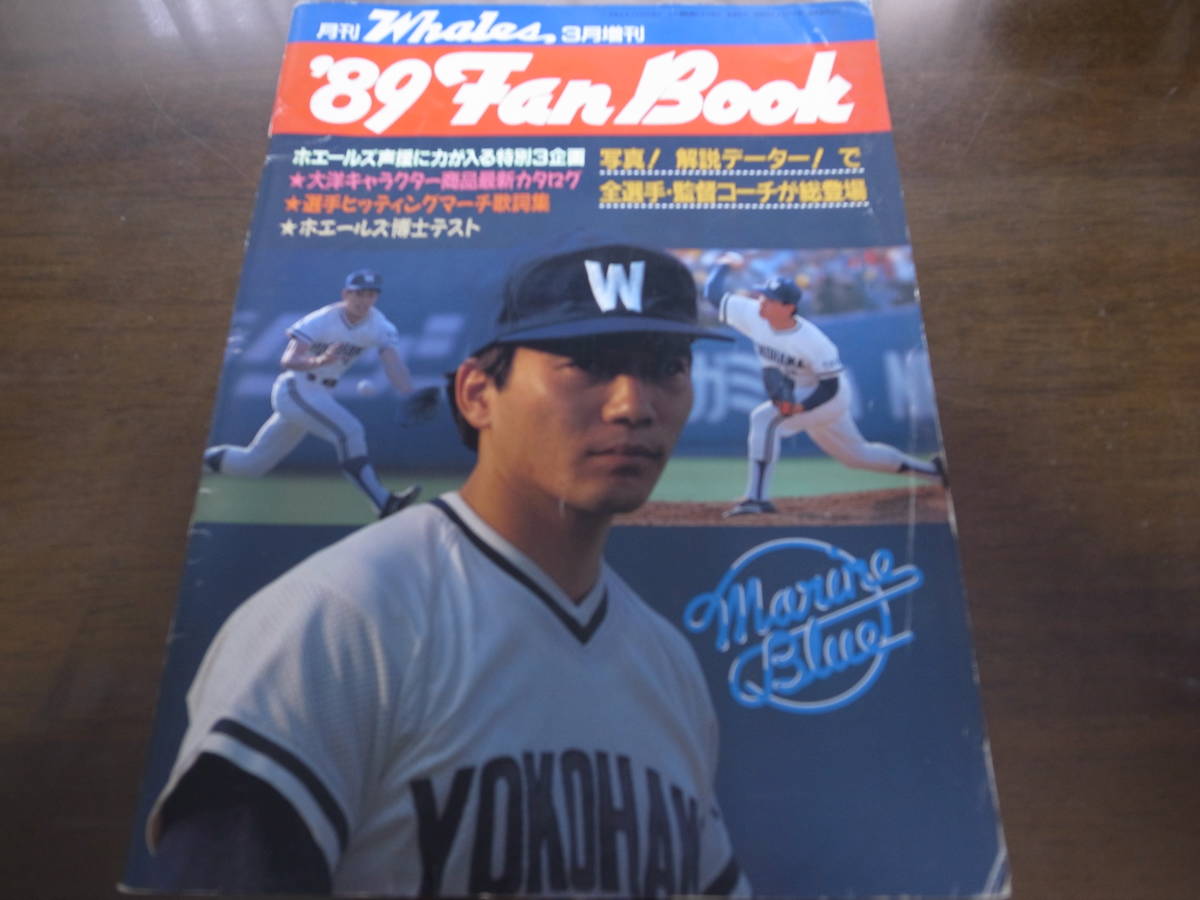 月刊 Whales, 3月増刊
'89 Fan Book
ホエールズ声援に力が入る特別3企画
★大洋キャラクター商品最新カタログ
★選手ヒッティングマーチ歌詞集
★ホエールズ博士テスト
写真! 解説データー! で
全選手・監督コーチが総登場
W
Marine
Blue!
YOKOHAM